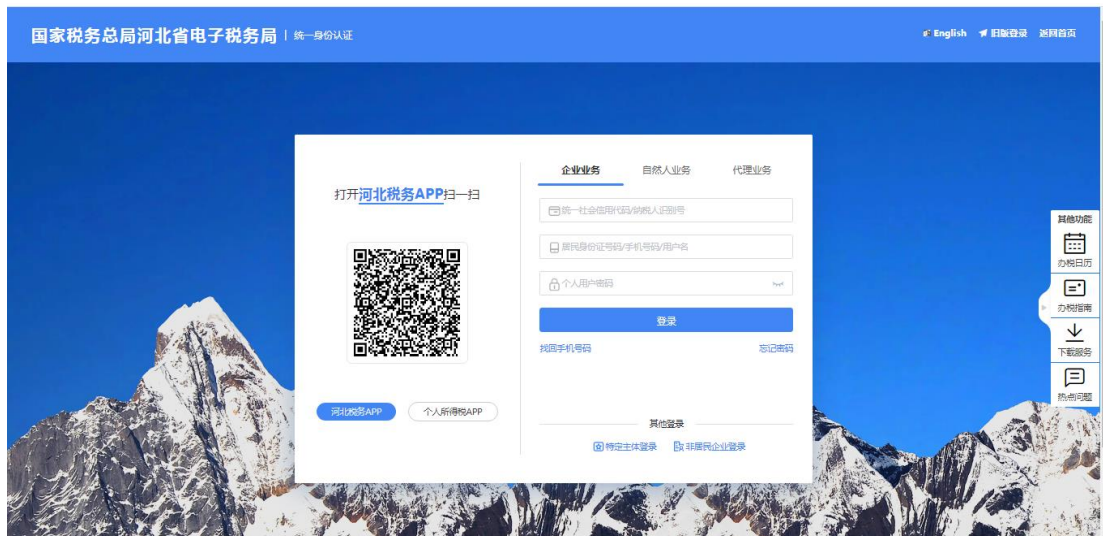 国家税务总局河北省电子税务局 | 统一身份认证
English 旧版登录 返回首页
打开河北税务APP扫一扫
河北税务APP 个人所得税APP
企业业务 自然人业务 代理业务
统一社会信用代码/纳税人识别号
居民身份证号码/手机号码/用户名
个人用户密码
登录
找回手机号码 忘记密码
其他登录
特定主体登录 非居民企业登录
其他功能
办税日历
办税指南
下载服务
热点问题